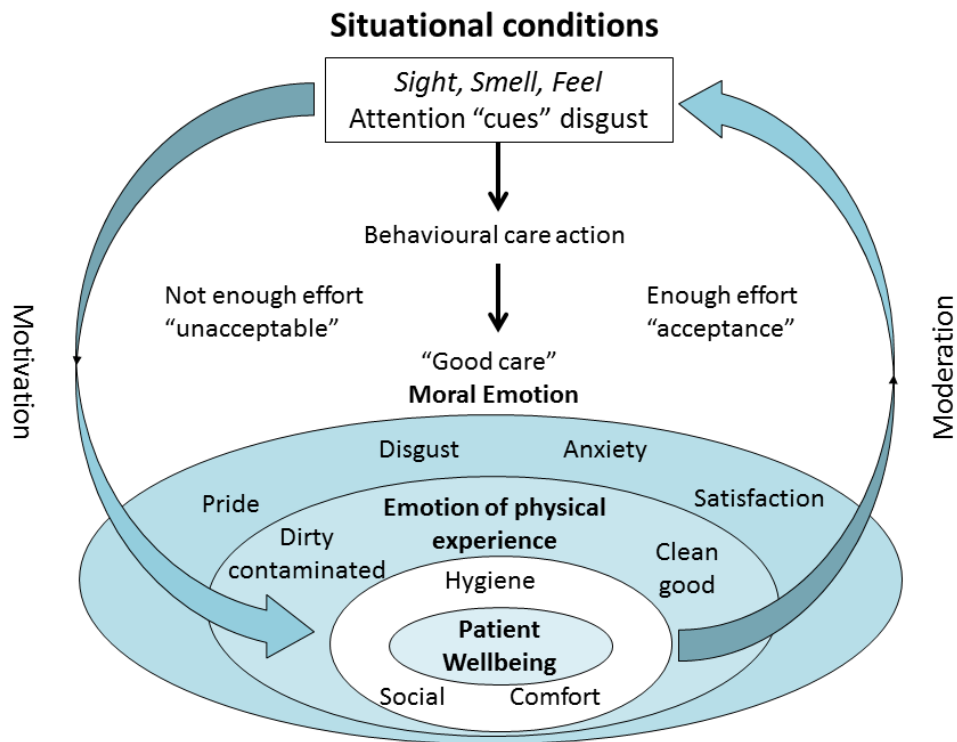 Situational conditions
Sight, Smell, Feel
Attention “cues” disgust
Behavioural care action
Not enough effort
“unacceptable”
Enough effort
“acceptance”
Motivation
Moderation
“Good care”
Moral Emotion
Disgust
Anxiety
Pride
Satisfaction
Emotion of physical
experience
Dirty
contaminated
Clean
good
Hygiene
Patient
Wellbeing
Social
Comfort